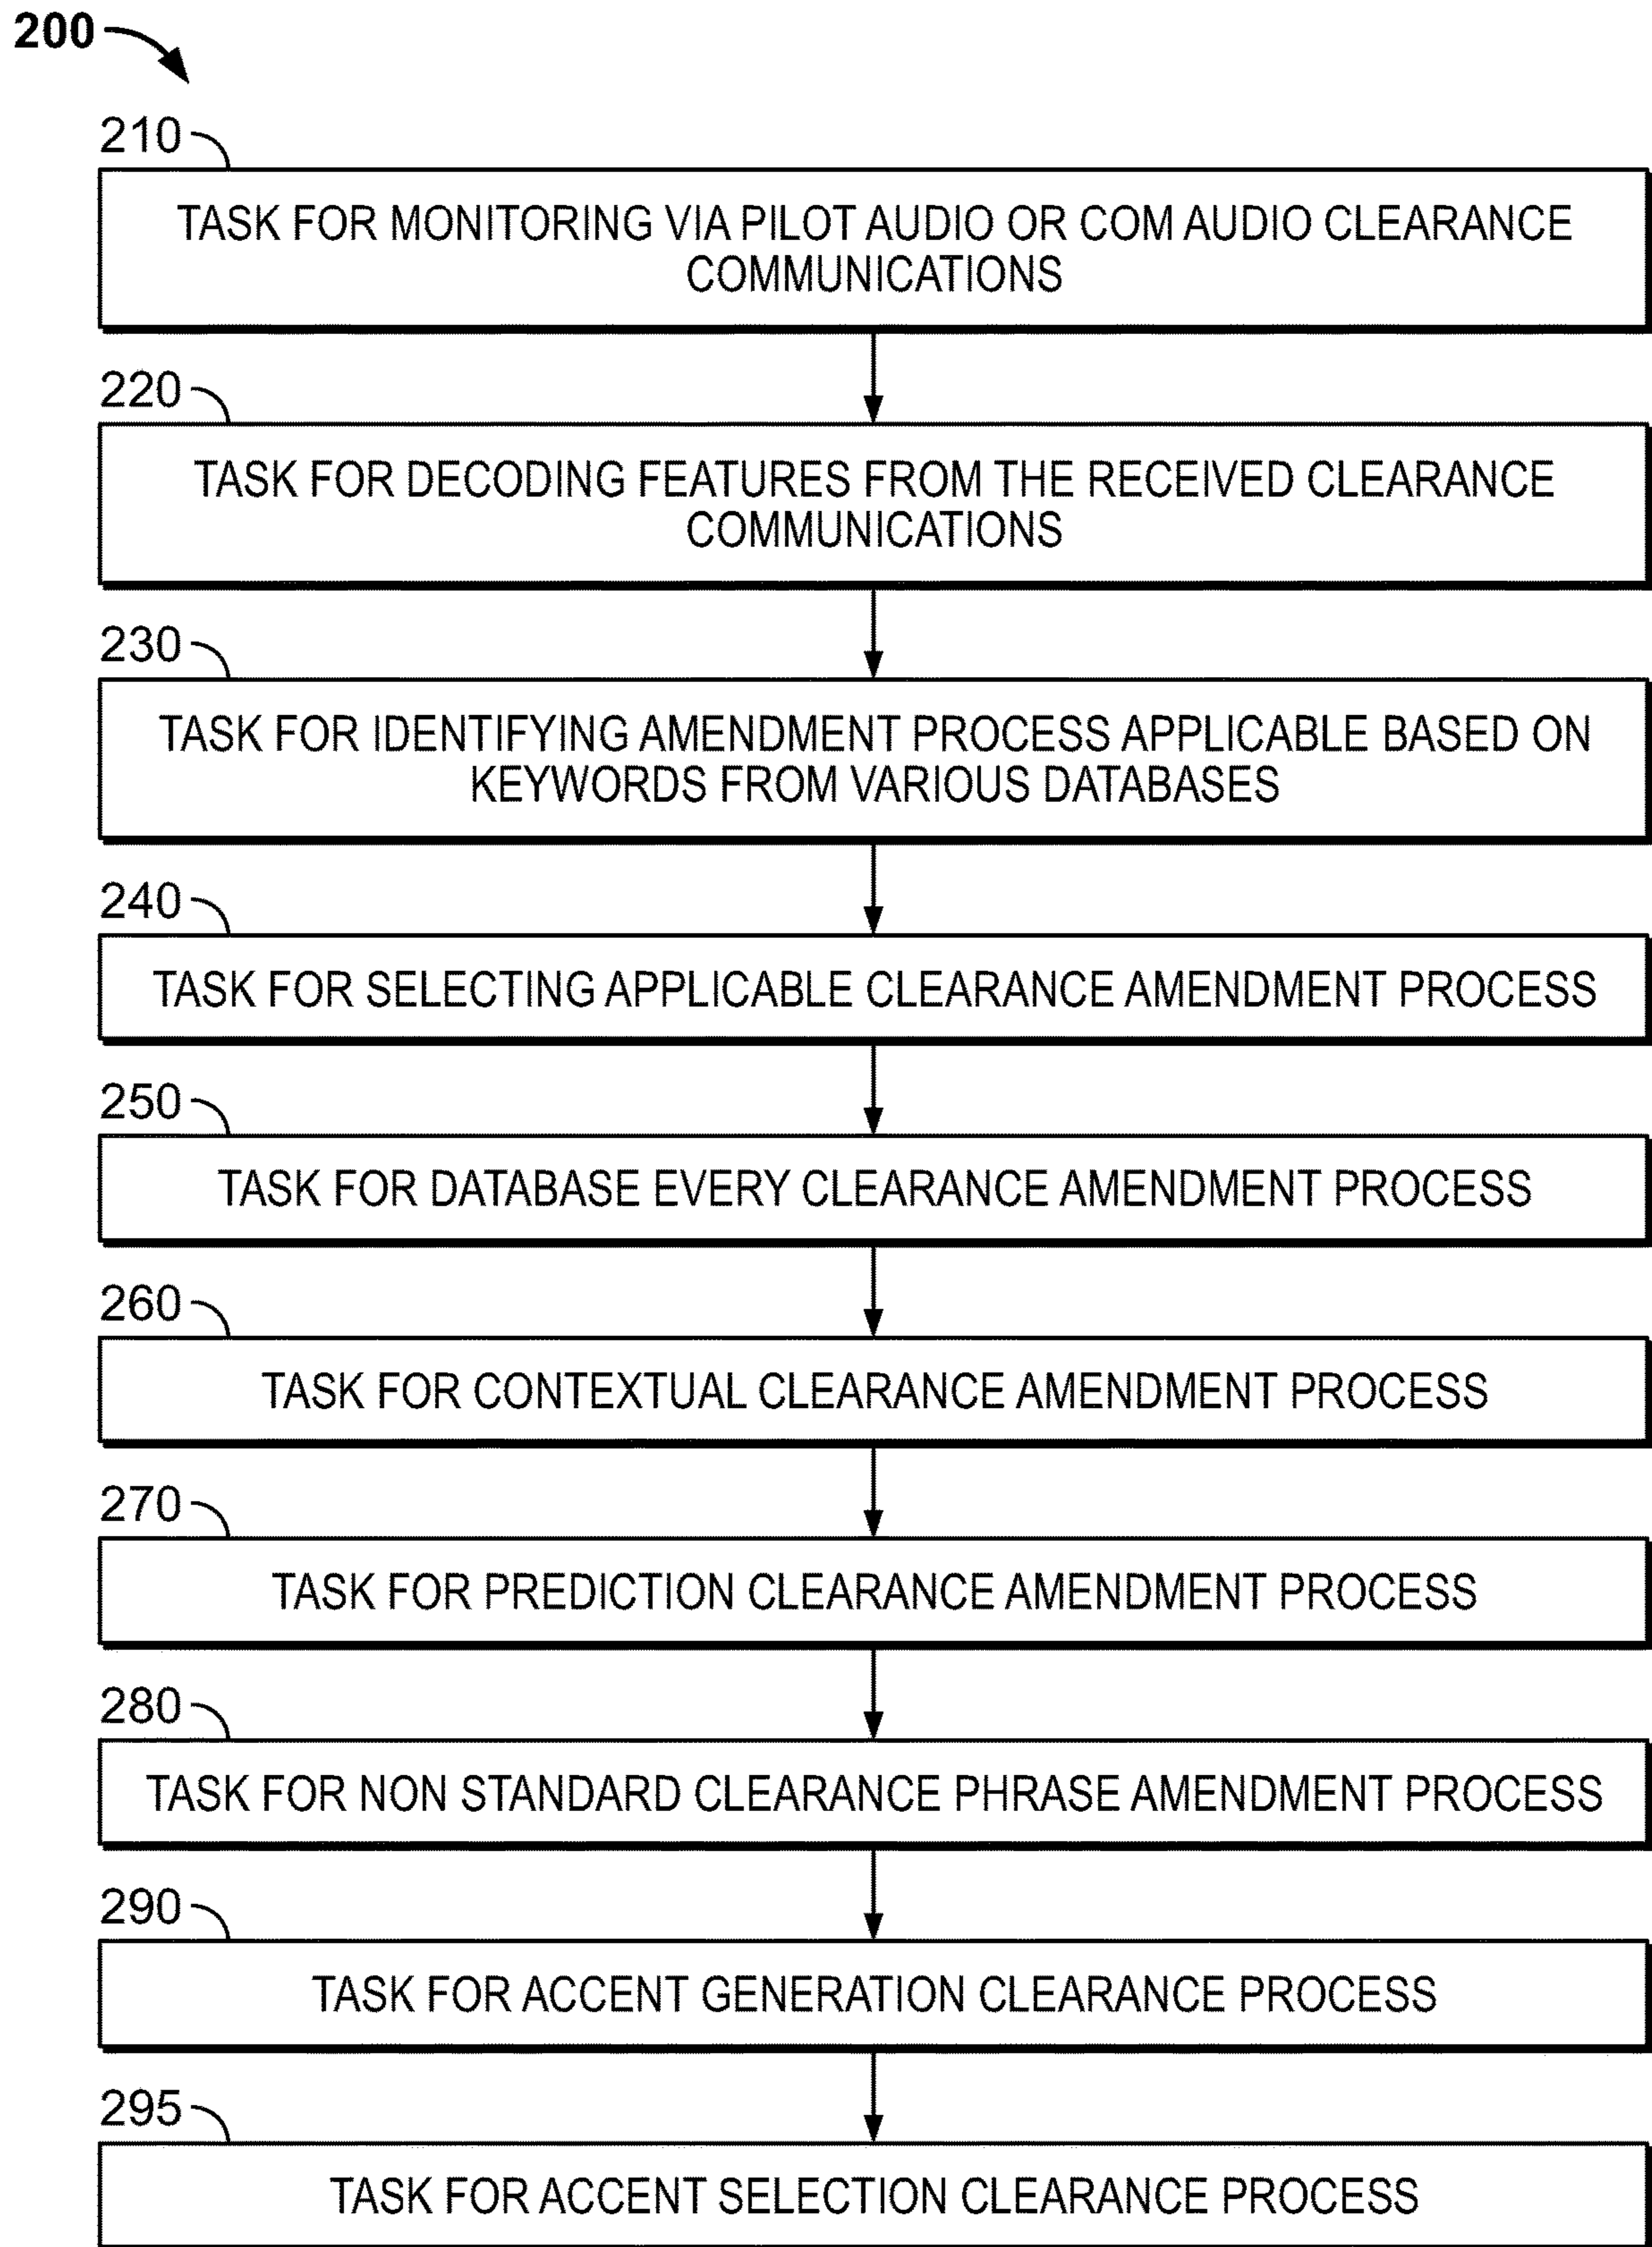 200
210
TASK FOR MONITORING VIA PILOT AUDIO OR COM AUDIO CLEARANCE
COMMUNICATIONS
220
TASK FOR DECODING FEATURES FROM THE RECEIVED CLEARANCE
COMMUNICATIONS
230
TASK FOR IDENTIFYING AMENDMENT PROCESS APPLICABLE BASED ON
KEYWORDS FROM VARIOUS DATABASES
240
TASK FOR SELECTING APPLICABLE CLEARANCE AMENDMENT PROCESS
250
TASK FOR DATABASE EVERY CLEARANCE AMENDMENT PROCESS
260
TASK FOR CONTEXTUAL CLEARANCE AMENDMENT PROCESS
270
TASK FOR PREDICTION CLEARANCE AMENDMENT PROCESS
280
TASK FOR NON STANDARD CLEARANCE PHRASE AMENDMENT PROCESS
290
TASK FOR ACCENT GENERATION CLEARANCE PROCESS
295
TASK FOR ACCENT SELECTION CLEARANCE PROCESS